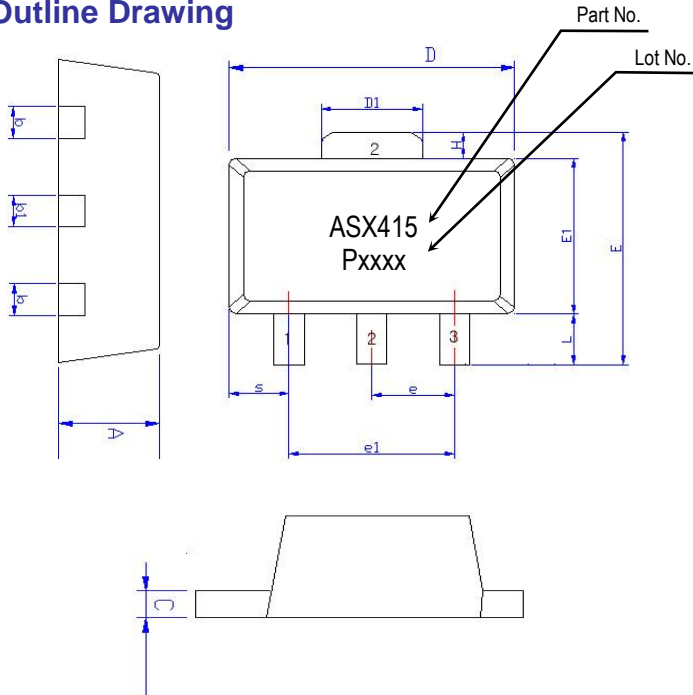 Outline Drawing
Part No.
Lot No.
D
D1
2
H
ASX415
Pxxxx
E1
E
b
b1
b
1
2
3
L
s
e
e1
A
C